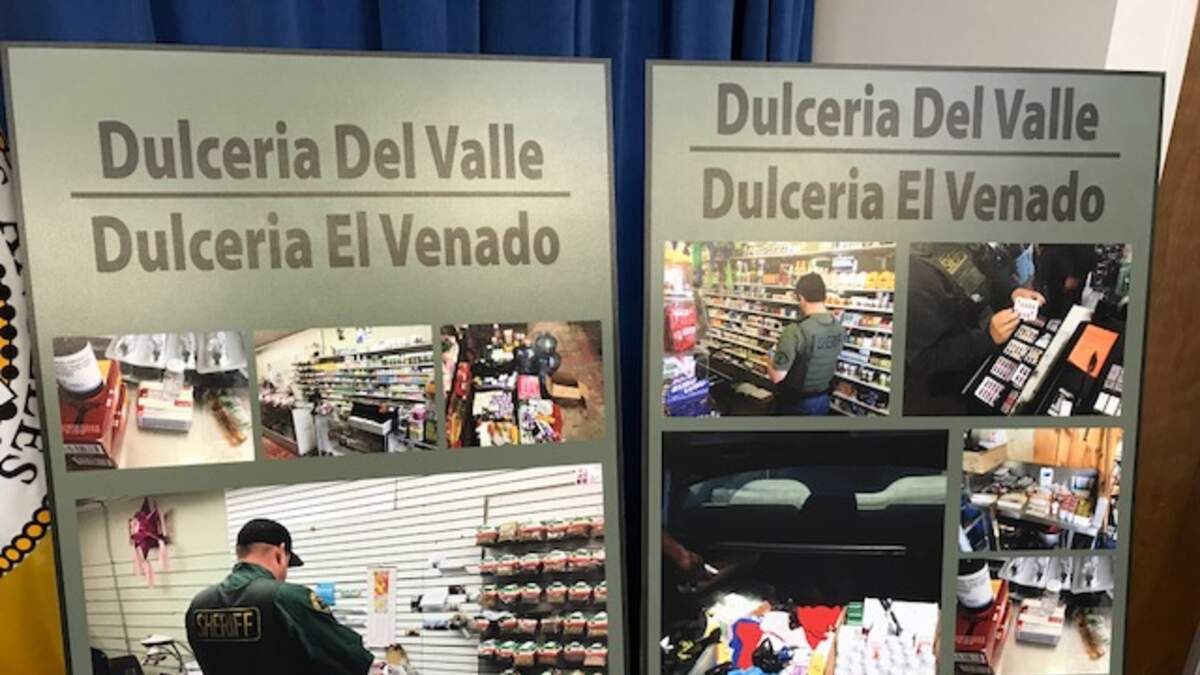 Dulceria Del Valle
Dulceria El Venado
SHERIFF
Dulceria Del Valle
Dulceria El Venado